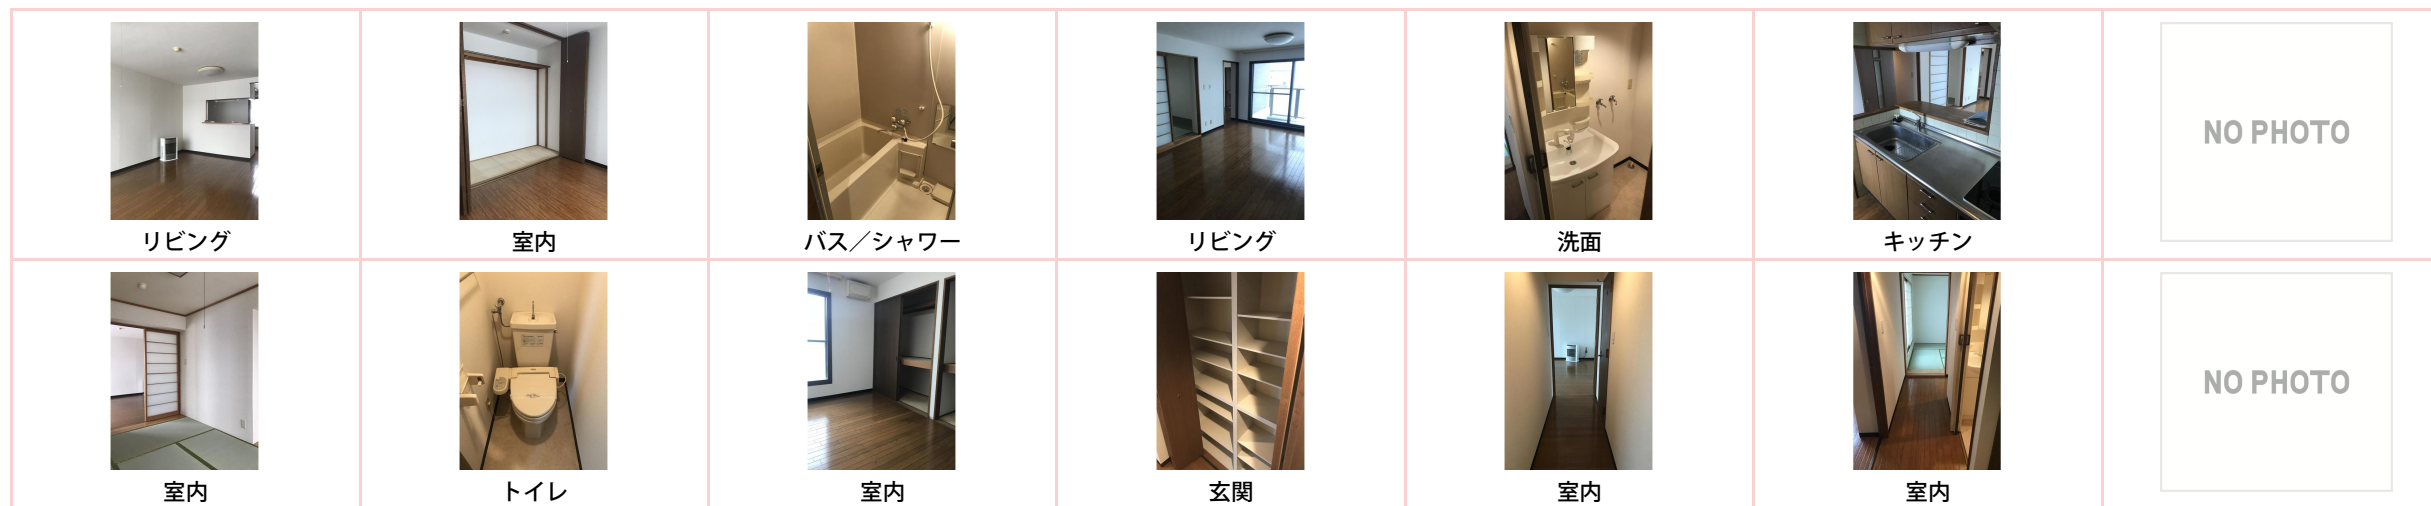 リビング
室内
バス／シャワー
リビング
洗面
キッチン
NO PHOTO
室内
トイレ
室内
玄関
室内
室内
NO PHOTO